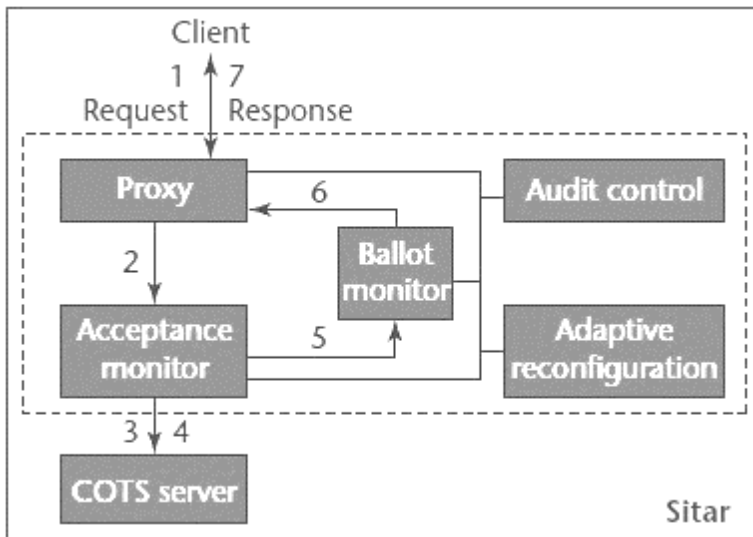 Client
1 7
Request Response
Proxy
6
Audit control
2
Ballot
monitor
Acceptance
monitor
5
Adaptive
reconfiguration
3 4
COTS server
Sitar